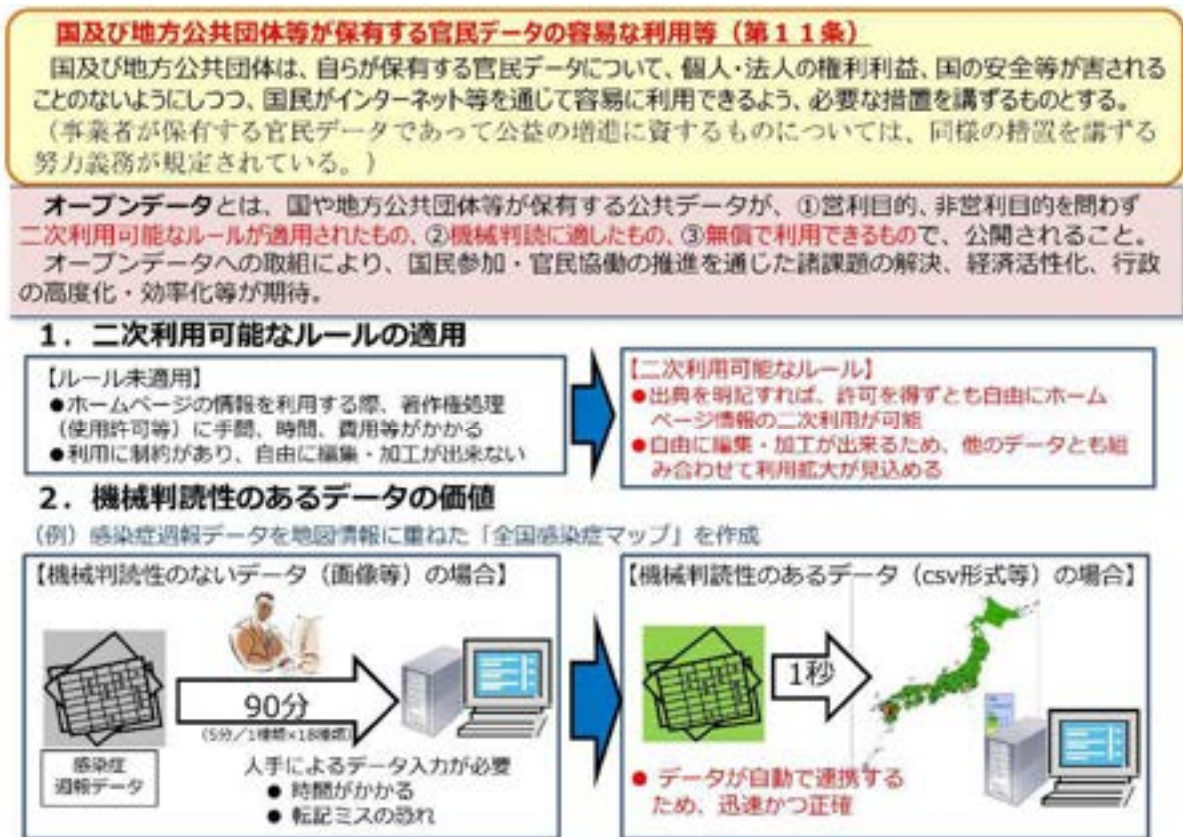 国及び地方公共団体等が保有する官民データの容易な利用等（第１１条）
国及び地方公共団体は、自らが保有する官民データについて、個人・法人の権利利益、国の安全等が害される
ことのないようにしつつ、国民がインターネット等を通じて容易に利用できるよう、必要な措置を講ずるものとする。
（事業者が保有する官民データであって公益の増進に資するものについては、同様の措置を講ずる
努力義務が規定されている。）
オープンデータとは、国や地方公共団体等が保有する公共データが、①営利目的、非営利目的を問わず
二次利用可能なルールが適用されたもの、②機械判読に適したもの、③無償で利用できるもので、公開されること。
オープンデータへの取組により、国民参加・官民協働の推進を通じた諸課題の解決、経済活性化、行政
の高度化・効率化等が期待。
１．二次利用可能なルールの適用
【ルール未適用】
●ホームページの情報を利用する際、著作権処理
（使用許可等）に手間、時間、費用等がかかる
●利用に制約があり、自由に編集・加工が出来ない
【二次利用可能なルール】
●出典を明記すれば、許可を得ずとも自由にホーム
ページ情報の二次利用が可能
●自由に編集・加工が出来るため、他のデータとも組
み合わせて利用拡大が見込める
２．機械判読性のあるデータの価値
（例）感染症週報データを地図情報に重ねた「全国感染症マップ」を作成
【機械判読性のないデータ（画像等）の場合】
90分
（5分／1種類×18種類）
感染症
週報データ
人手によるデータ入力が必要
● 時間がかかる
● 転記ミスの恐れ
【機械判読性のあるデータ（csv形式等）の場合】
1秒
● データが自動で連携する
ため、迅速かつ正確